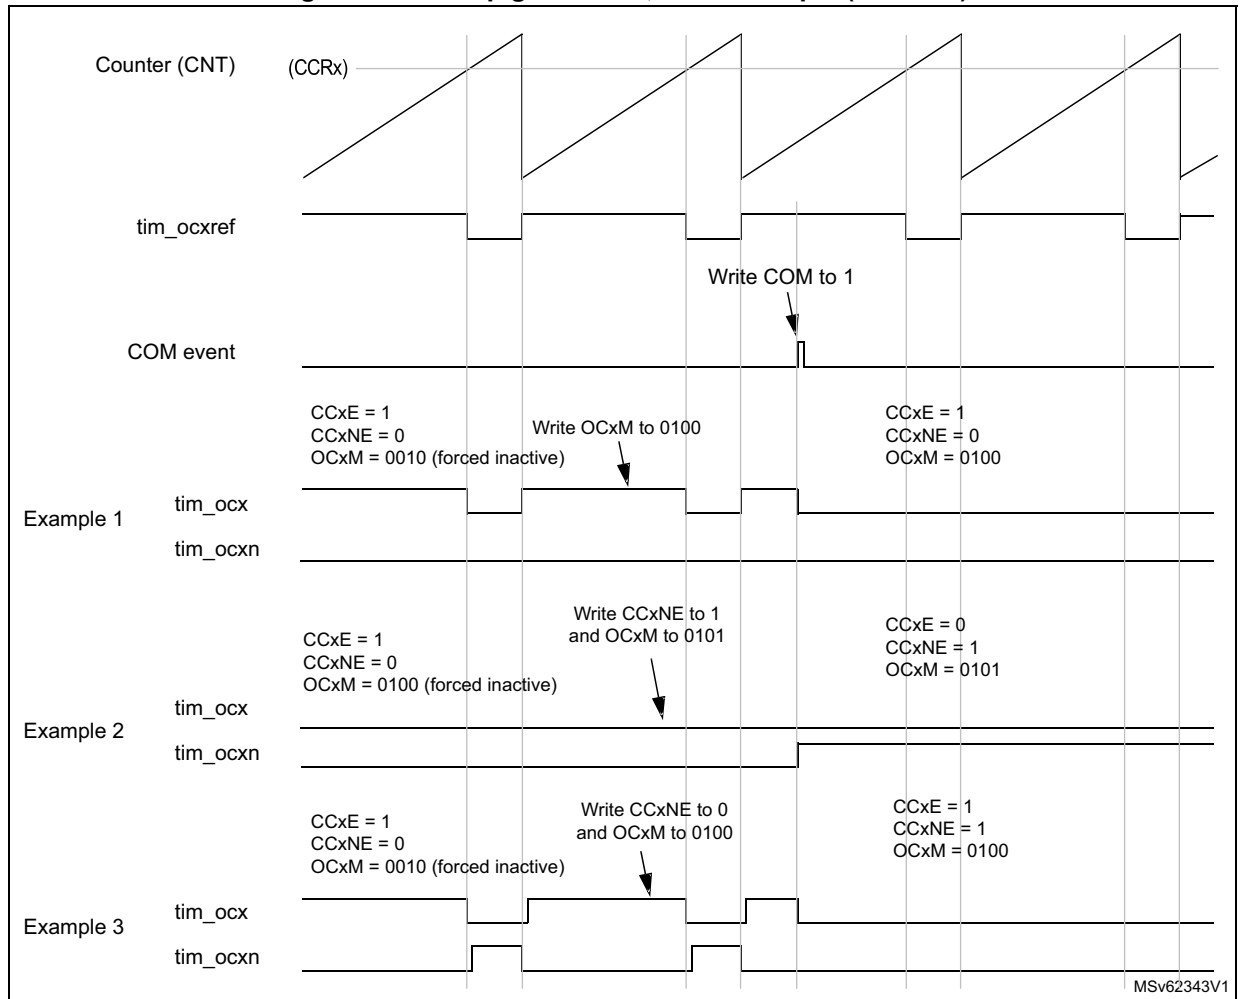 Counter (CNT)
(CCRx)
tim_ocxref
Write COM to 1
COM event
CCxE = 1
CCxNE = 0
OCxM = 0010 (forced inactive)
Write OCxM to 0100
CCxE = 1
CCxNE = 0
OCxM = 0100
Example 1
tim_ocx
tim_ocxn
CCxE = 1
CCxNE = 0
OCxM = 0100 (forced inactive)
Write CCxNE to 1
and OCxM to 0101
CCxE = 0
CCxNE = 1
OCxM = 0101
Example 2
tim_ocx
tim_ocxn
CCxE = 1
CCxNE = 0
OCxM = 0010 (forced inactive)
Write CCxNE to 0
and OCxM to 0100
CCxE = 1
CCxNE = 1
OCxM = 0100
Example 3
tim_ocx
tim_ocxn
MSv62343V1